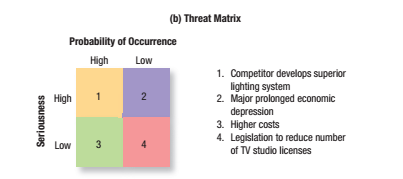 (b) Threat Matrix
Probability of Occurrence
High Low
Seriousness
High 1 2
Low 3 4
1. Competitor develops superior
lighting system
2. Major prolonged economic
depression
3. Higher costs
4. Legislation to reduce number
of TV studio licenses